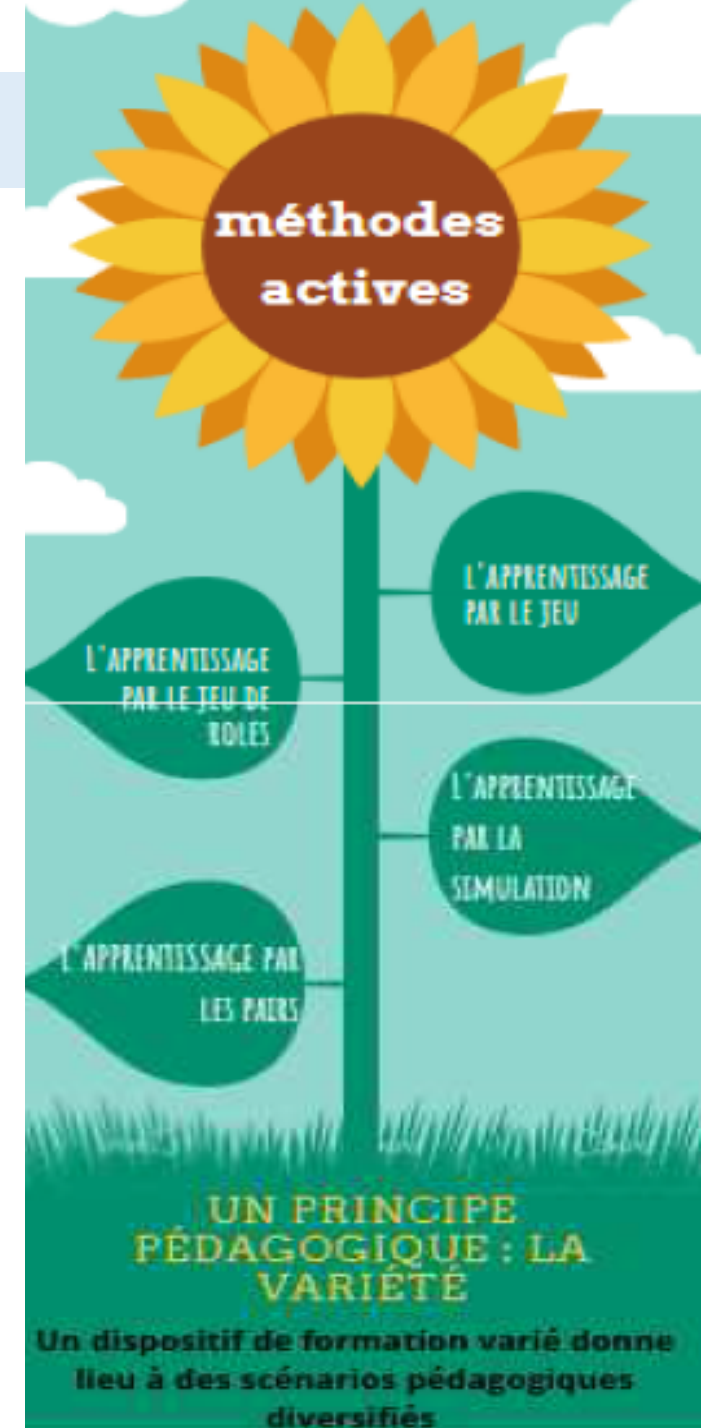 méthodes
actives
L'APPRENTISSAGE
PAR LE JEU
L'APPRENTISSAGE
PAR LE JEU DE
ROLES
L'APPRENTISSAGE
PAR LA
SIMULATION
L'APPRENTISSAGE PAR
LES PAIRS
UN PRINCIPE
PÉDAGOGIQUE : LA
VARIÉTÉ
Un dispositif de formation varié donne
lieu à des scénarios pédagogiques
diversifiés